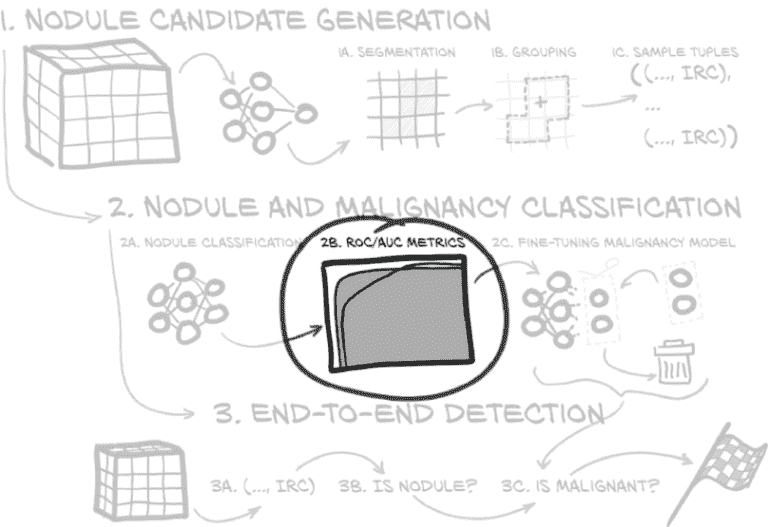 1. NODULE CANDIDATE GENERATION
1A. SEGMENTATION
1B. GROUPING
1C. SAMPLE TUPLES
((..., IRC),
...
(..., IRC))
2. NODULE AND MALIGNANCY CLASSIFICATION
2A. NODULE CLASSIFICATION
2B. ROC/AUC METRICS
2C. FINE-TUNING MALIGNANCY MODEL
3. END-TO-END DETECTION
3A. (..., IRC)
3B. IS NODULE?
3C. IS MALIGNANT?